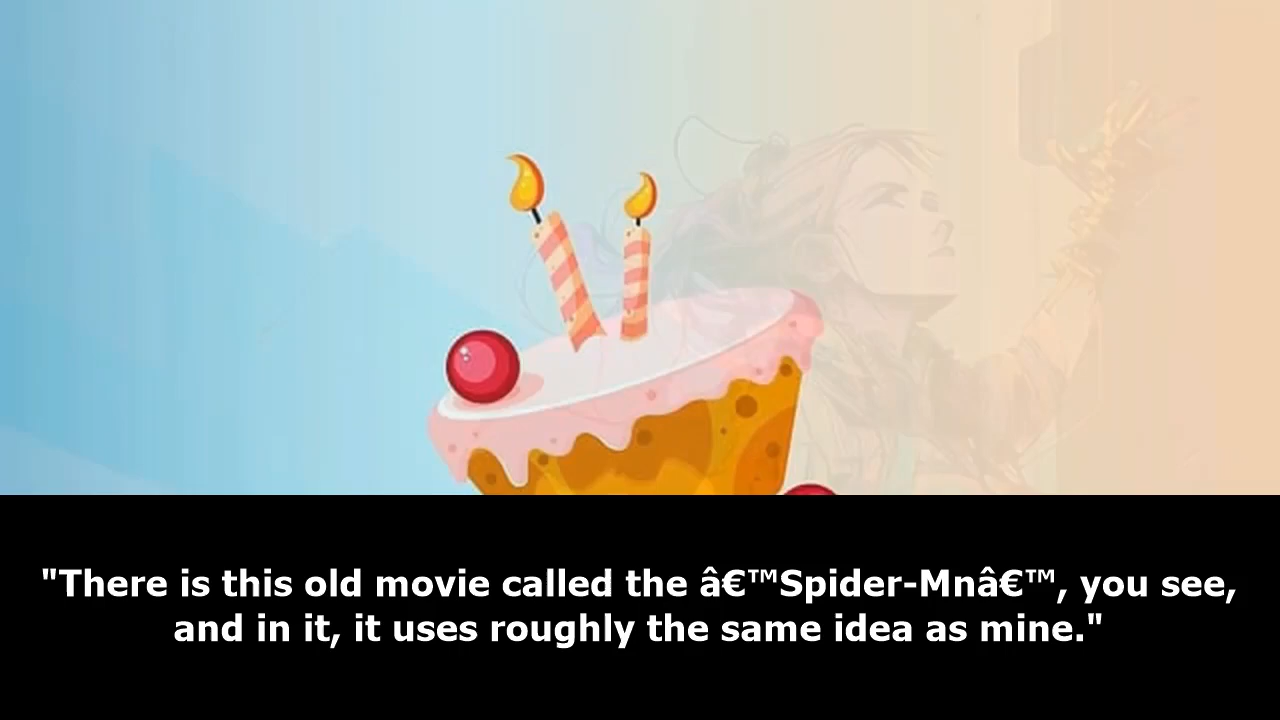 "There is this old movie called the â€™Spider-Mnâ€™, you see,
and in it, it uses roughly the same idea as mine."